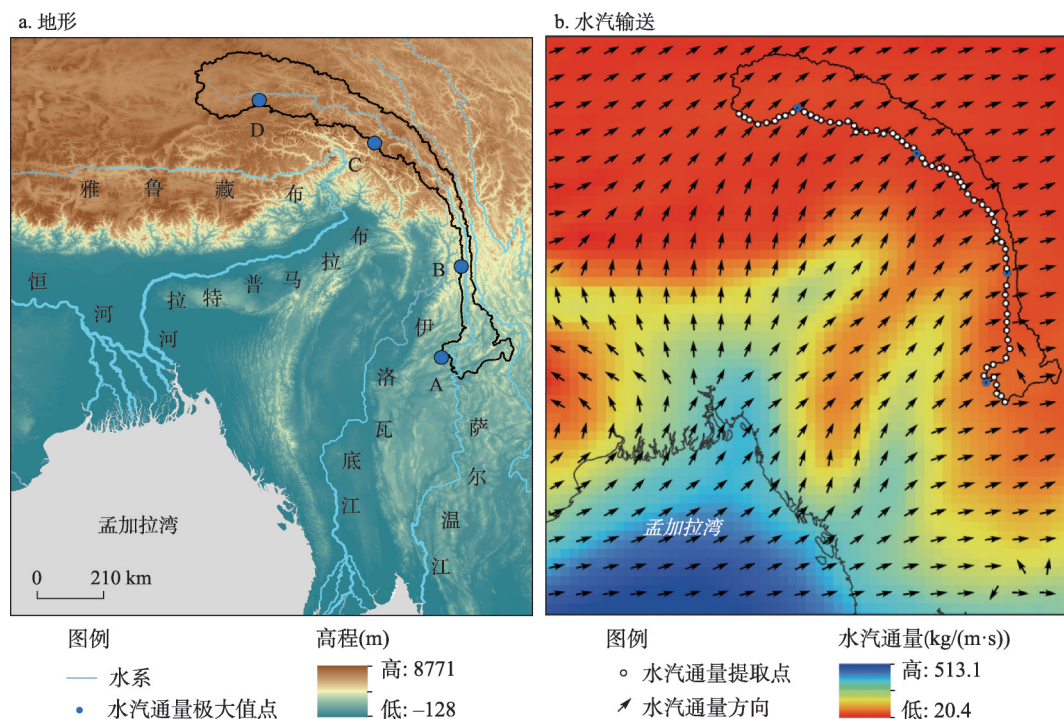 a. 地形
D
C
B
A
雅鲁藏布
布拉马普特拉河
恒河
伊洛瓦底江
萨尔温江
孟加拉湾
0 210 km
图例
水系
水汽通量极大值点
高程(m)
高: 8771
低: –128
b. 水汽输送
孟加拉湾
图例
水汽通量提取点
水汽通量方向
水汽通量(kg/(m·s))
高: 513.1
低: 20.4